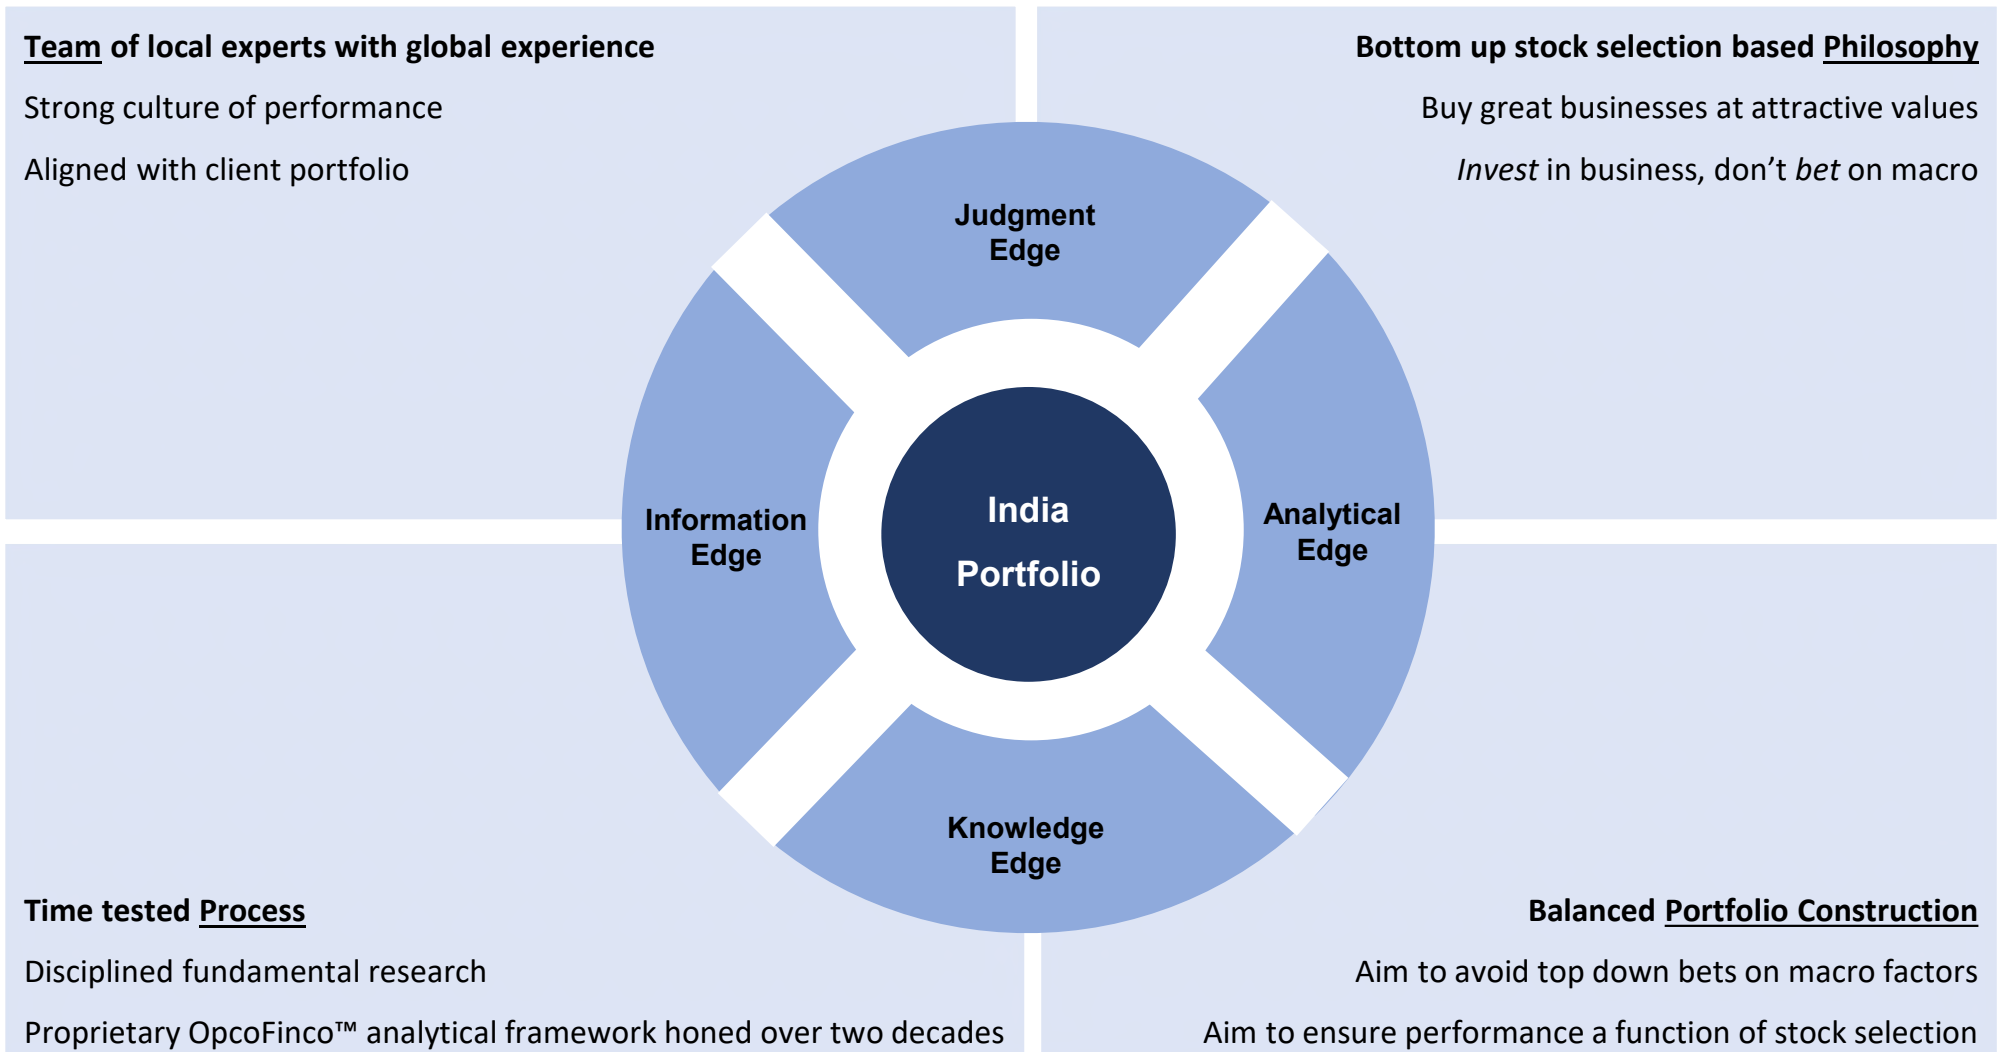 Team of local experts with global experience
Strong culture of performance
Aligned with client portfolio
Bottom up stock selection based Philosophy
Buy great businesses at attractive values
Invest in business, don’t bet on macro
Judgment
Edge
Information
Edge
India
Portfolio
Analytical
Edge
Knowledge
Edge
Time tested Process
Disciplined fundamental research
Proprietary OpcoFinco™ analytical framework honed over two decades
Balanced Portfolio Construction
Aim to avoid top down bets on macro factors
Aim to ensure performance a function of stock selection